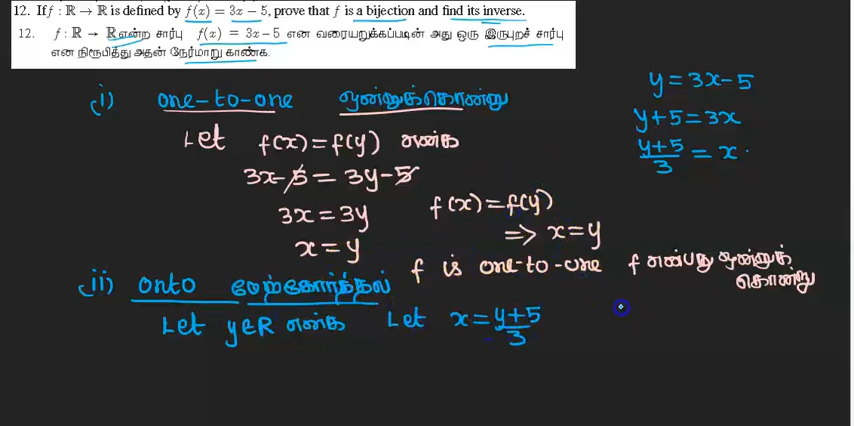 12. If f : ℝ → ℝ is defined by f(x) = 3x − 5, prove that f is a bijection and find its inverse.
12. f : ℝ → ℝ என்ற சார்பு f(x) = 3x − 5 என வரையறுக்கப்படின் அது ஒரு இருபுறச் சார்பு
என நிரூபித்து அதன் நேர்மாறு காண்க.
(i) one-to-one ஒன்றுக்கொன்று
y = 3x − 5
y + 5 = 3x
(y+5)/3 = x
Let f(x) = f(y) என்க
3x − 5 = 3y − 5
3x = 3y
x = y
f(x) = f(y)
⇒ x = y
f is one-to-one f என்பது ஒன்றுக்
கொன்று
(ii) onto மேற்கோர்த்தல்
Let y∈R என்க Let x = (y+5)/3